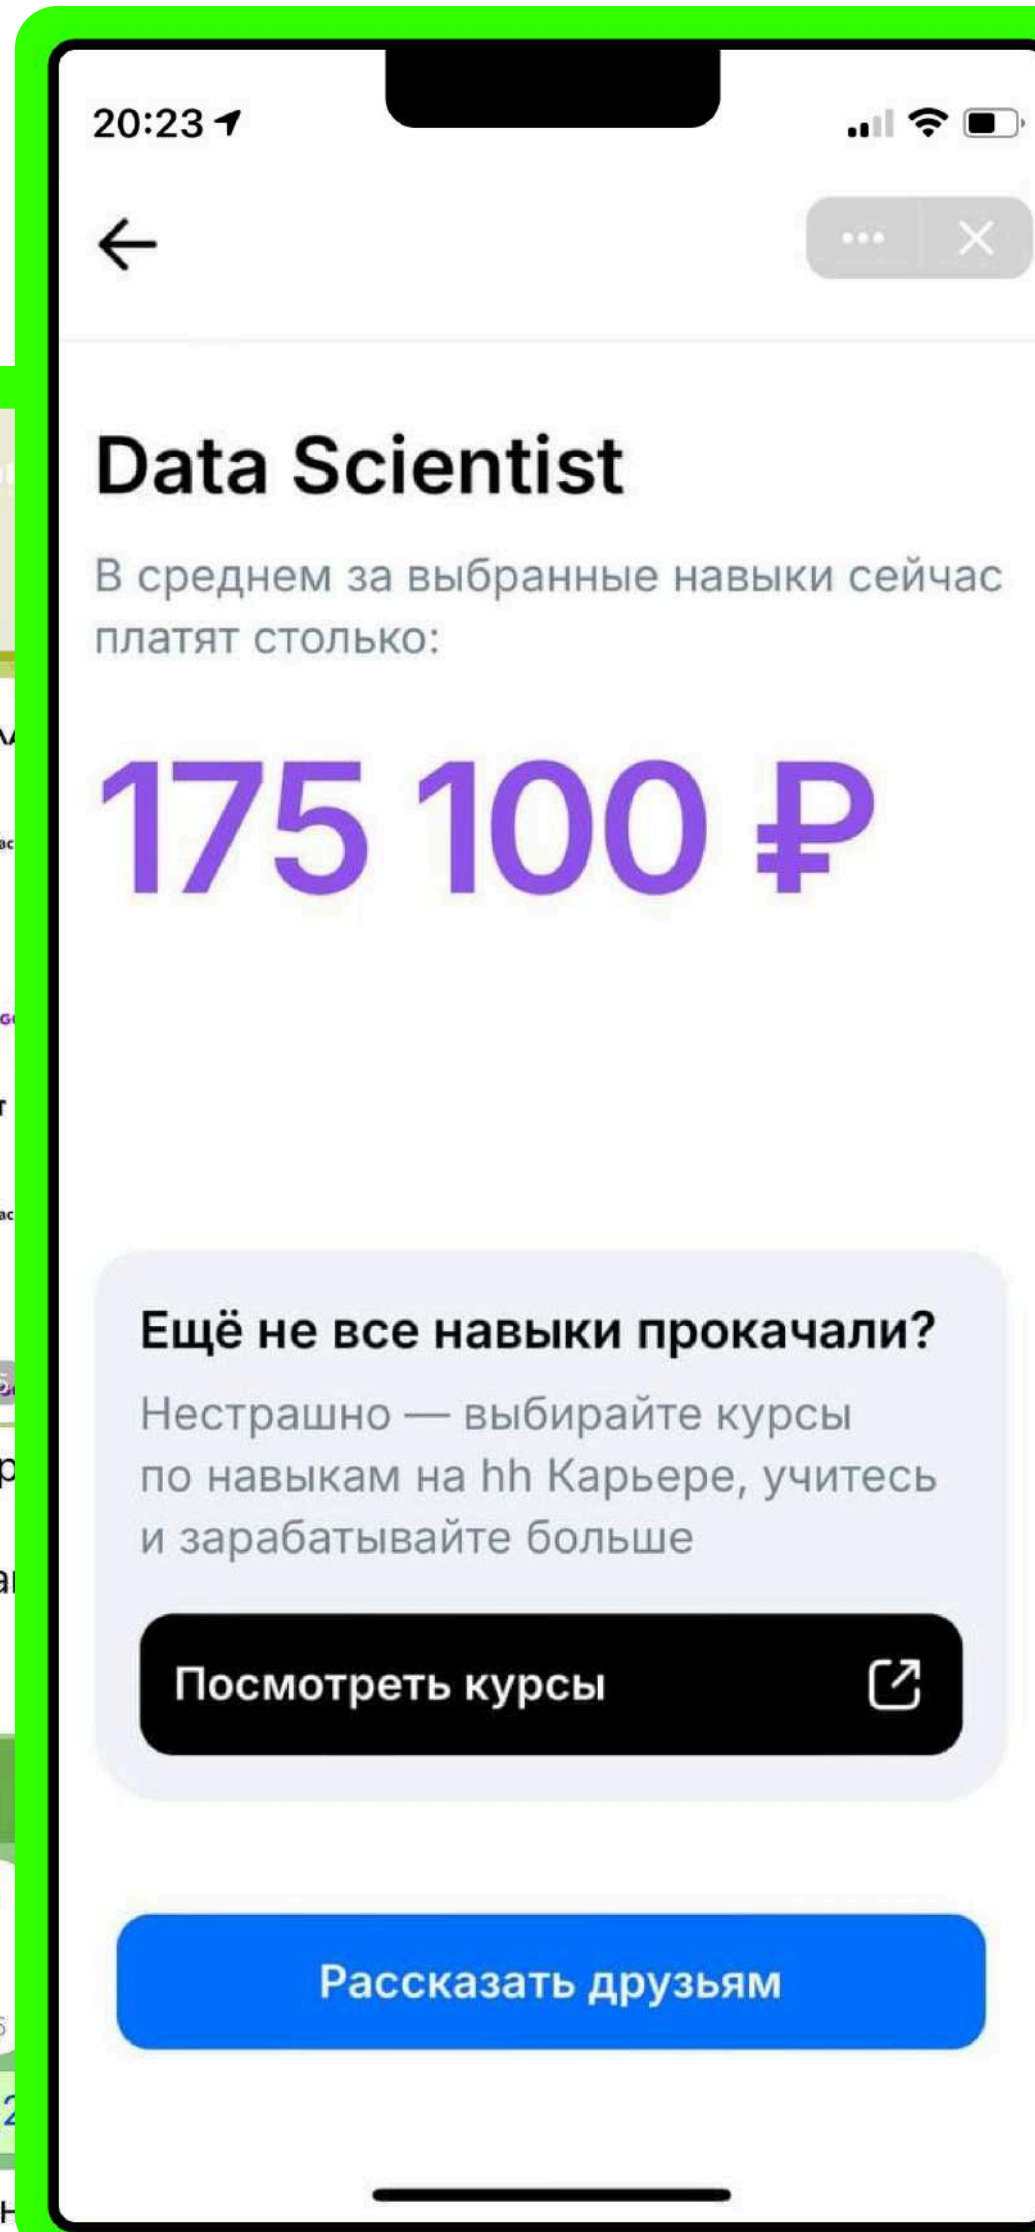 20:23
Data Scientist
В среднем за выбранные навыки сейчас
платят столько:
175 100 ₽
Ещё не все навыки прокачали?
Нестрашно — выбирайте курсы
по навыкам на hh Карьере, учитесь
и зарабатывайте больше
Посмотреть курсы
Рассказать друзьям